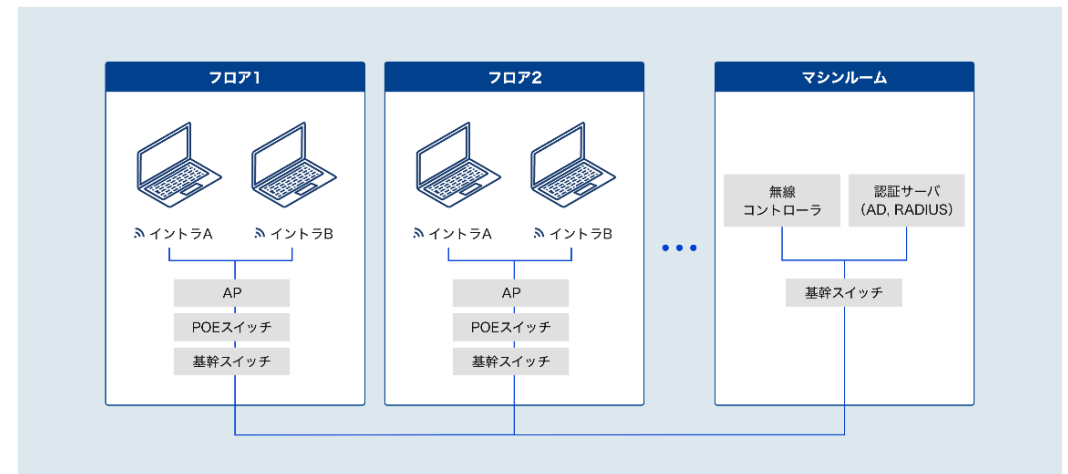 フロア1
イントラA
イントラB
AP
POEスイッチ
基幹スイッチ
フロア2
イントラA
イントラB
AP
POEスイッチ
基幹スイッチ
マシンルーム
無線
コントローラ
認証サーバ
（AD, RADIUS）
基幹スイッチ